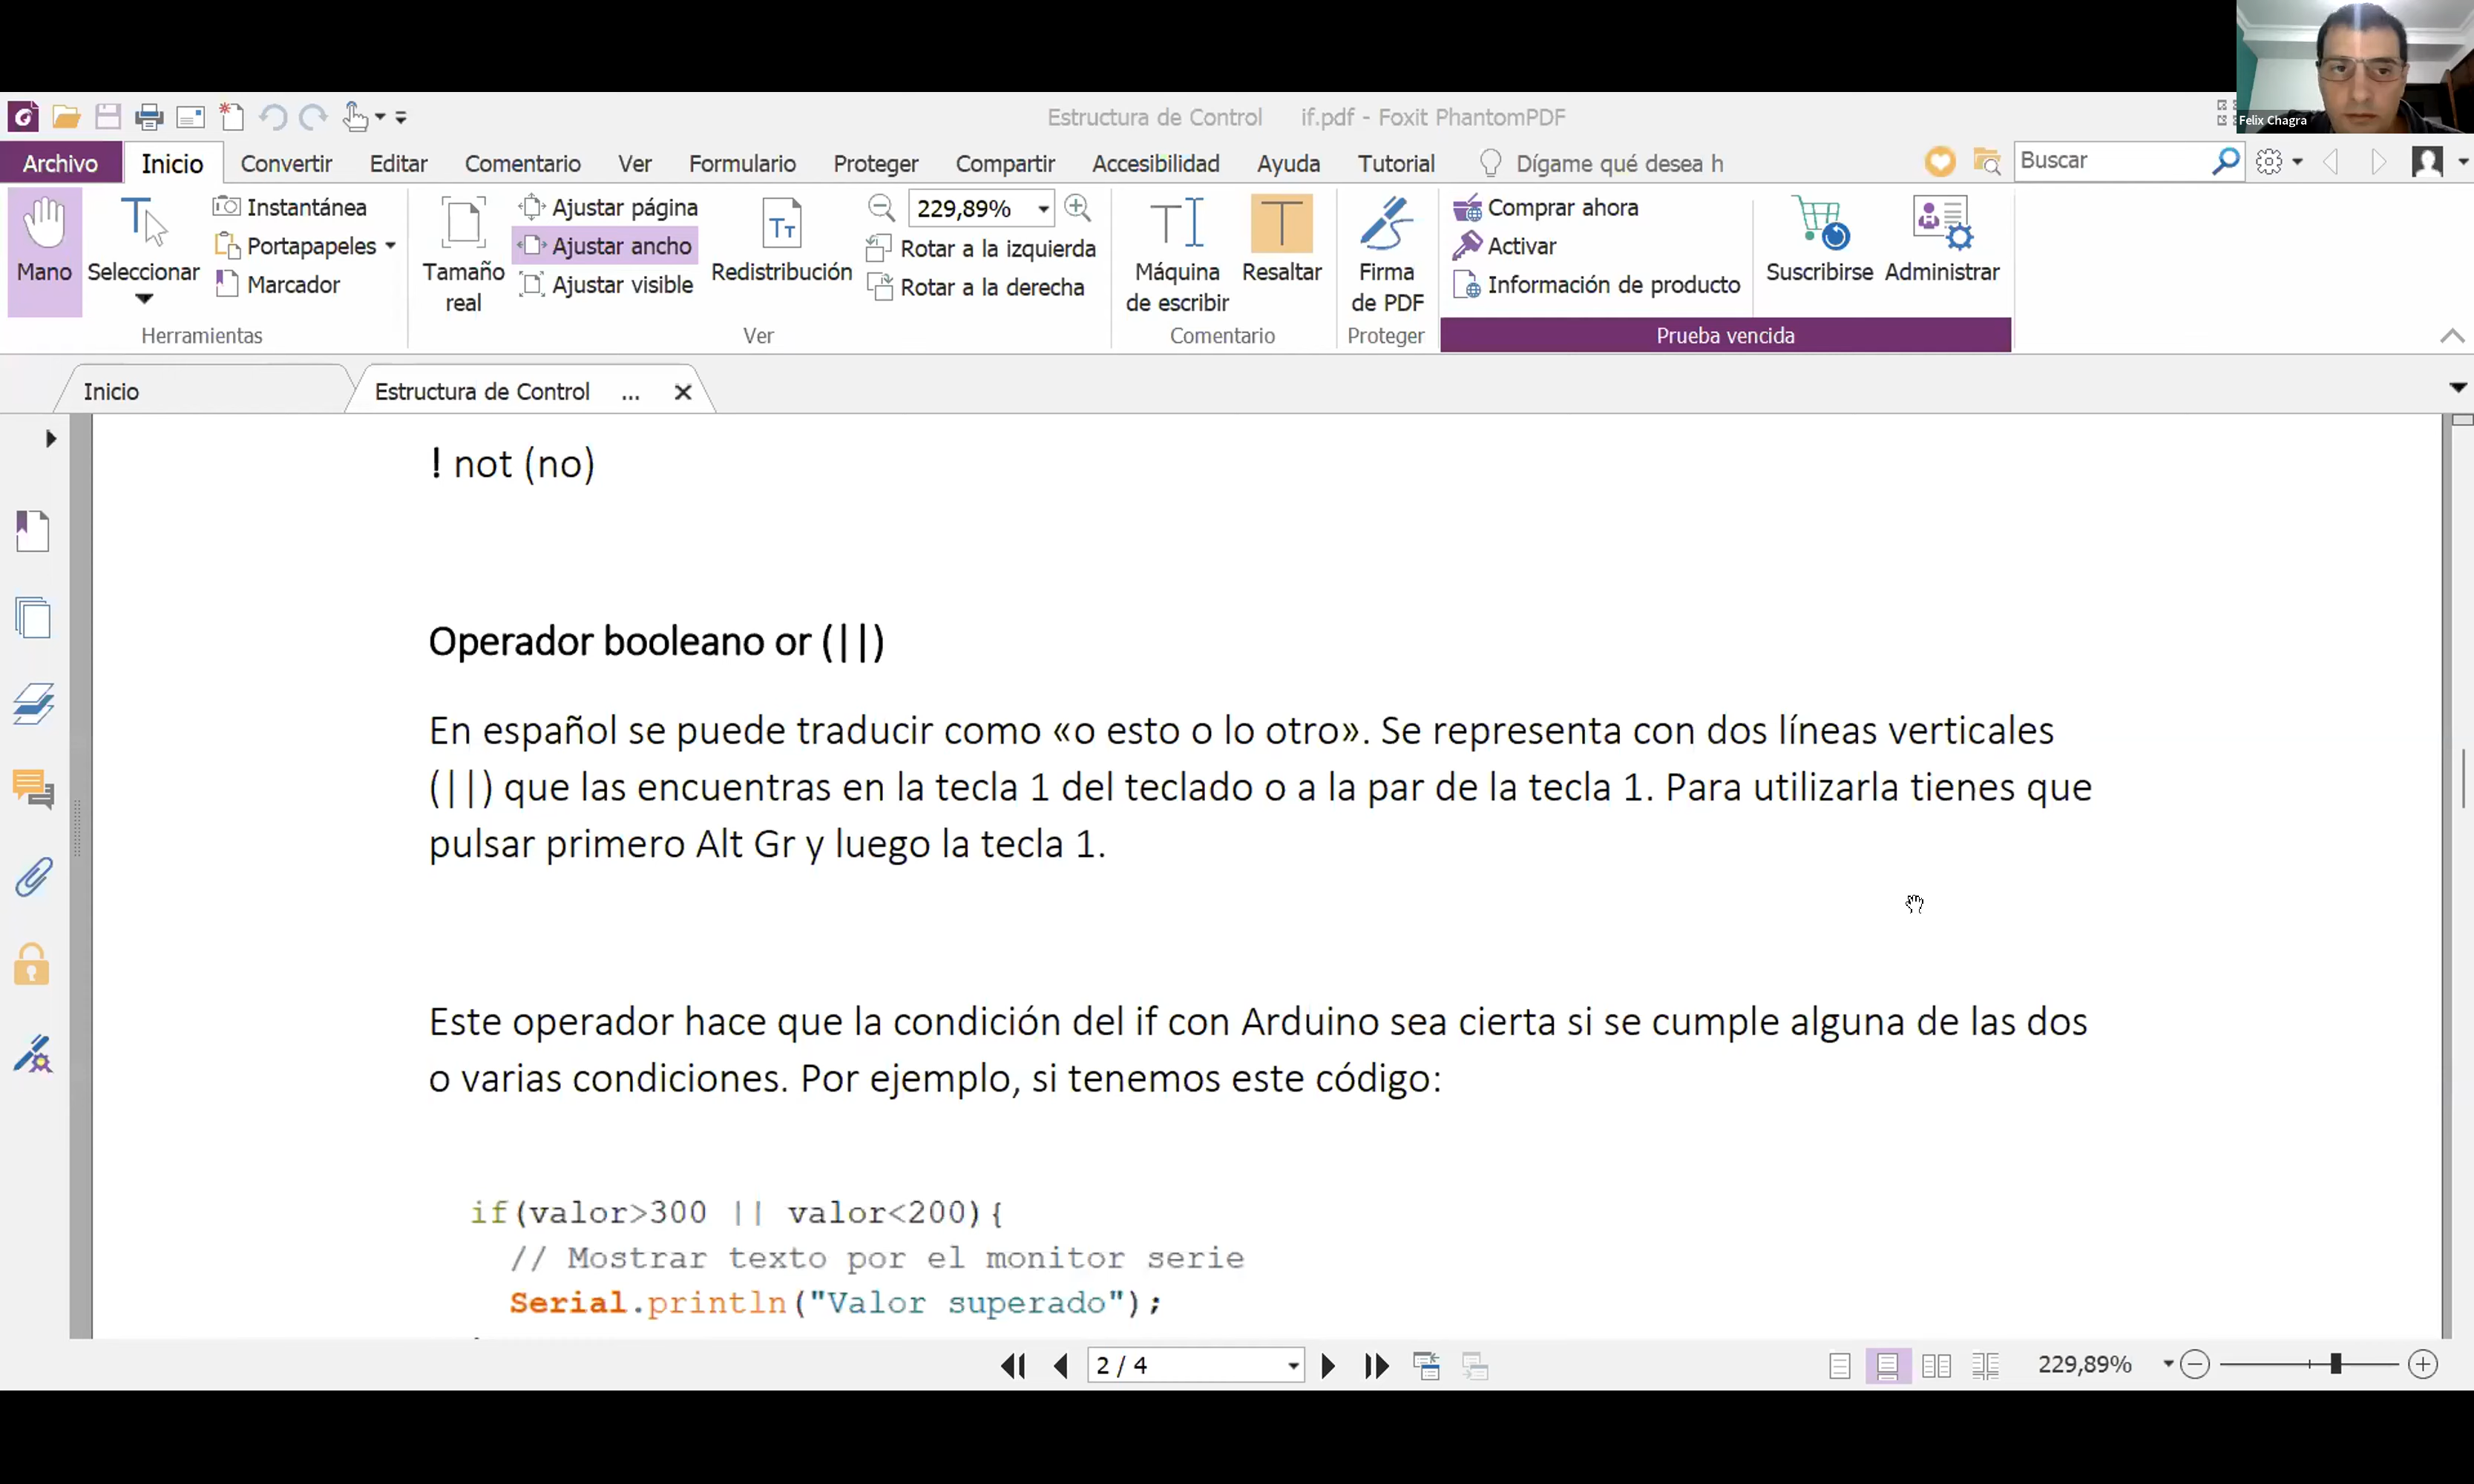 Felix Chagra
Estructura de Control if.pdf - Foxit PhantomPDF
Archivo Inicio Convertir Editar Comentario Ver Formulario Proteger Compartir Accesibilidad Ayuda Tutorial Dígame qué desea h Buscar
Mano
Seleccionar
Instantánea
Portapapeles
Marcador
Herramientas
Tamaño
real
Ajustar página
Ajustar ancho
Ajustar visible
Redistribución
229,89%
Rotar a la izquierda
Rotar a la derecha
Ver
Máquina
de escribir
Resaltar
Comentario
Firma
de PDF
Proteger
Comprar ahora
Activar
Información de producto
Suscribirse
Administrar
Prueba vencida
Inicio
Estructura de Control ...
! not (no)
Operador booleano or (||)
En español se puede traducir como «o esto o lo otro». Se representa con dos líneas verticales
(||) que las encuentras en la tecla 1 del teclado o a la par de la tecla 1. Para utilizarla tienes que
pulsar primero Alt Gr y luego la tecla 1.
Este operador hace que la condición del if con Arduino sea cierta si se cumple alguna de las dos
o varias condiciones. Por ejemplo, si tenemos este código:
if(valor>300 || valor<200){
// Mostrar texto por el monitor serie
Serial.println("Valor superado");
2 / 4
229,89%